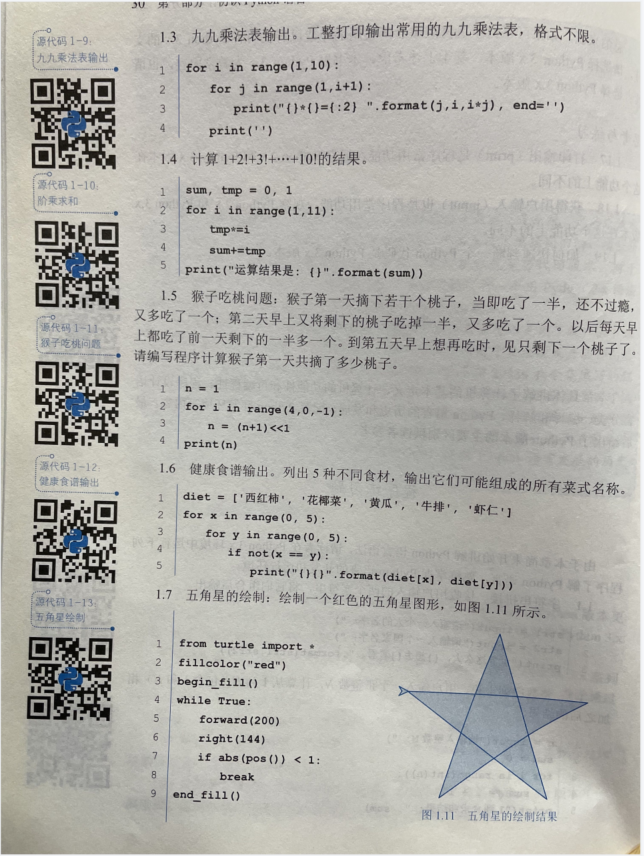 30 第一部分 初识Python语言
源代码 1-9:
九九乘法表输出
1.3 九九乘法表输出。工整打印输出常用的九九乘法表，格式不限。
1 for i in range(1,10):
2 for j in range(1,i+1):
3 print("{}*{}={:2} ".format(j,i,i*j), end='')
4 print('')
源代码 1-10:
阶乘求和
1.4 计算1+2!+3!+…+10!的结果。
1 sum, tmp = 0, 1
2 for i in range(1,11):
3 tmp*=i
4 sum+=tmp
5 print("运算结果是: {}".format(sum))
源代码 1-11:
猴子吃桃问题
1.5 猴子吃桃问题：猴子第一天摘下若干个桃子，当即吃了一半，还不过瘾，
又多吃了一个；第二天早上又将剩下的桃子吃掉一半，又多吃了一个。以后每天早
上都吃了前一天剩下的一半多一个。到第五天早上想再吃时，见只剩下一个桃子了。
请编写程序计算猴子第一天共摘了多少桃子。
1 n = 1
2 for i in range(4,0,-1):
3 n = (n+1)<<1
4 print(n)
源代码 1-12:
健康食谱输出
1.6 健康食谱输出。列出5种不同食材，输出它们可能组成的所有菜式名称。
1 diet = ['西红柿', '花椰菜', '黄瓜', '牛排', '虾仁']
2 for x in range(0, 5):
3 for y in range(0, 5):
4 if not(x == y):
5 print("{}{}".format(diet[x], diet[y]))
源代码 1-13:
五角星绘制
1.7 五角星的绘制：绘制一个红色的五角星图形，如图1.11所示。
1 from turtle import *
2 fillcolor("red")
3 begin_fill()
4 while True:
5 forward(200)
6 right(144)
7 if abs(pos()) < 1:
8 break
9 end_fill()
图 1.11 五角星的绘制结果